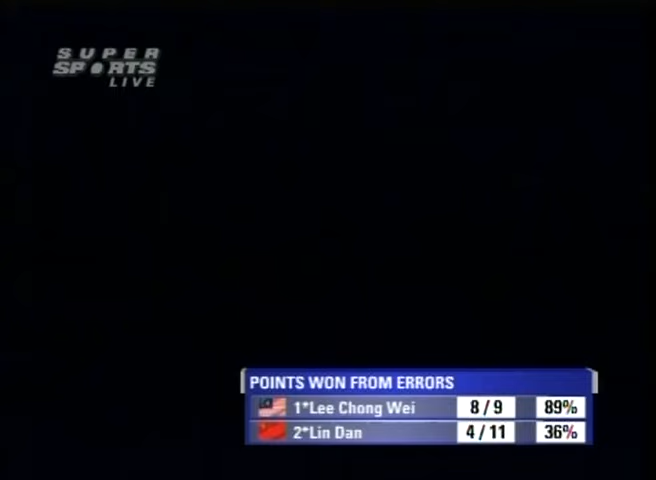 SUPER
SPORTS
LIVE
POINTS WON FROM ERRORS
1*Lee Chong Wei 8 / 9 89%
2*Lin Dan 4 / 11 36%